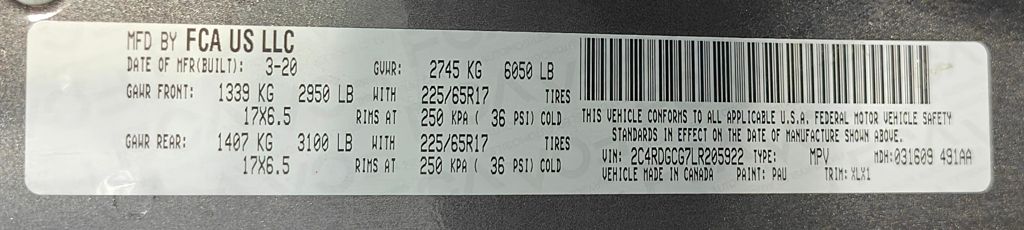 MFD BY FCA US LLC
DATE OF MFR(BUILT): 3-20 GVWR: 2745 KG 6050 LB
GAWR FRONT: 1339 KG 2950 LB WITH 225/65R17 TIRES
17X6.5 RIMS AT 250 KPA ( 36 PSI) COLD
GAWR REAR: 1407 KG 3100 LB WITH 225/65R17 TIRES
17X6.5 RIMS AT 250 KPA ( 36 PSI) COLD
THIS VEHICLE CONFORMS TO ALL APPLICABLE U.S.A. FEDERAL MOTOR VEHICLE SAFETY
STANDARDS IN EFFECT ON THE DATE OF MANUFACTURE SHOWN ABOVE.
VIN: 2C4RDGCG7LR205922 TYPE: MPV MDH:031609 491AA
VEHICLE MADE IN CANADA PAINT: PAU TRIM: XLX1